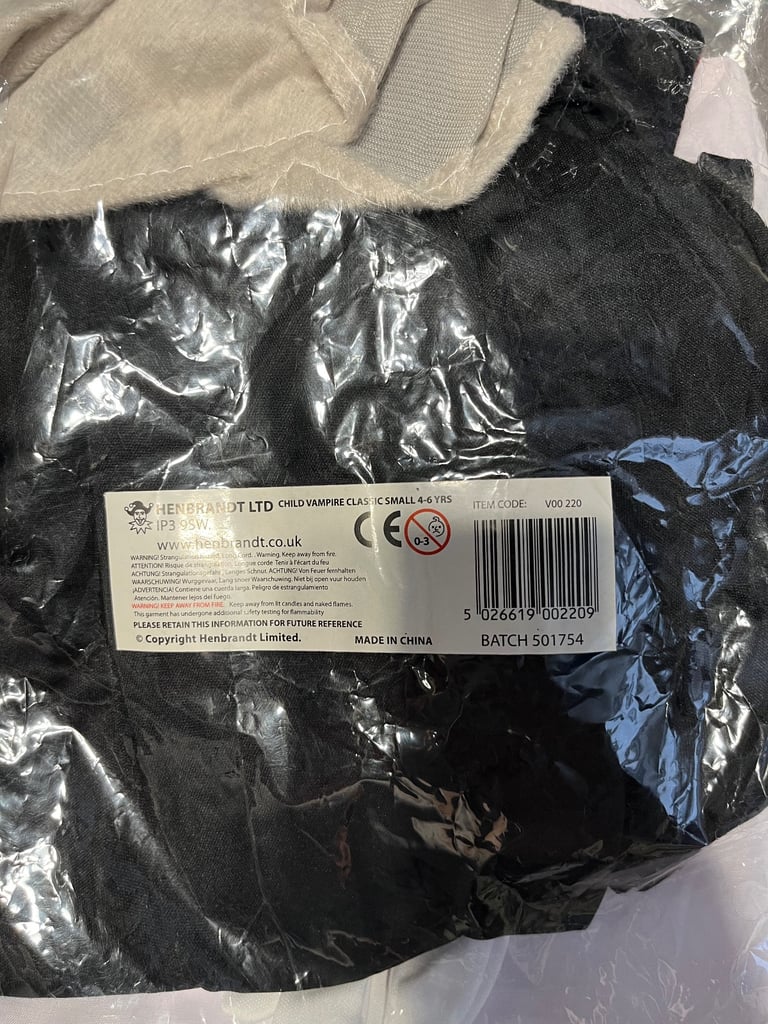 HENBRANDT LTD CHILD VAMPIRE CLASSIC SMALL 4-6 YRS
IP3 9SW.
www.henbrandt.co.uk
CE
0-3
WARNING! Strangulation hazard. Long Cord. . Warning. Keep away from fire.
ATTENTION! Risque de strangulation. Longue corde Tenir à l'écart du feu
ACHTUNG! Strangulationsgefahr , Langes Schnur. ACHTUNG! Von Feuer fernhalten
WAARSCHUWING! Wurggevaar, Lang shoes Waarschuwing. Niet bij open vuur houden
¡ADVERTENCIA! Contiene una cuerda larga. Peligro de estrangulamiento
Atención. Mantener lejos del fuego.
WARNING! KEEP AWAY FROM FIRE. Keep away from lit candles and naked flames.
This garment has undergone additional safety testing for flammability
PLEASE RETAIN THIS INFORMATION FOR FUTURE REFERENCE
© Copyright Henbrandt Limited. MADE IN CHINA
ITEM CODE: V00 220
5 026619 002209
BATCH 501754